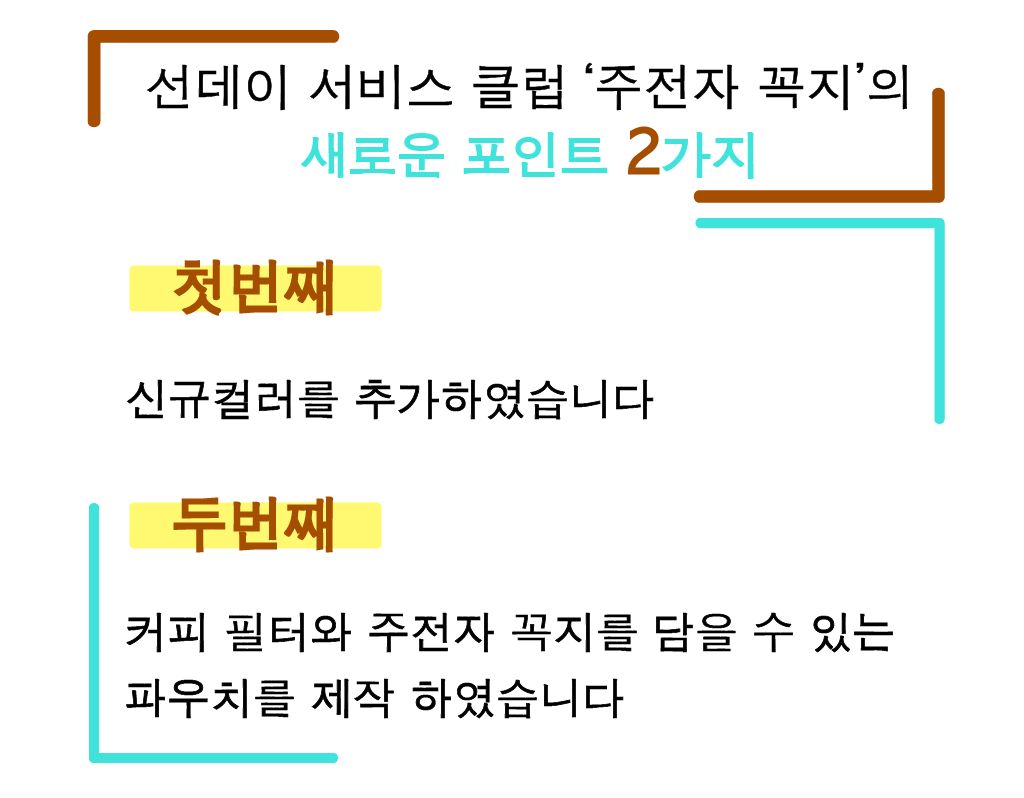 선데이 서비스 클럽 ‘주전자 꼭지’의
새로운 포인트 2가지
첫번째
신규컬러를 추가하였습니다
두번째
커피 필터와 주전자 꼭지를 담을 수 있는
파우치를 제작 하였습니다